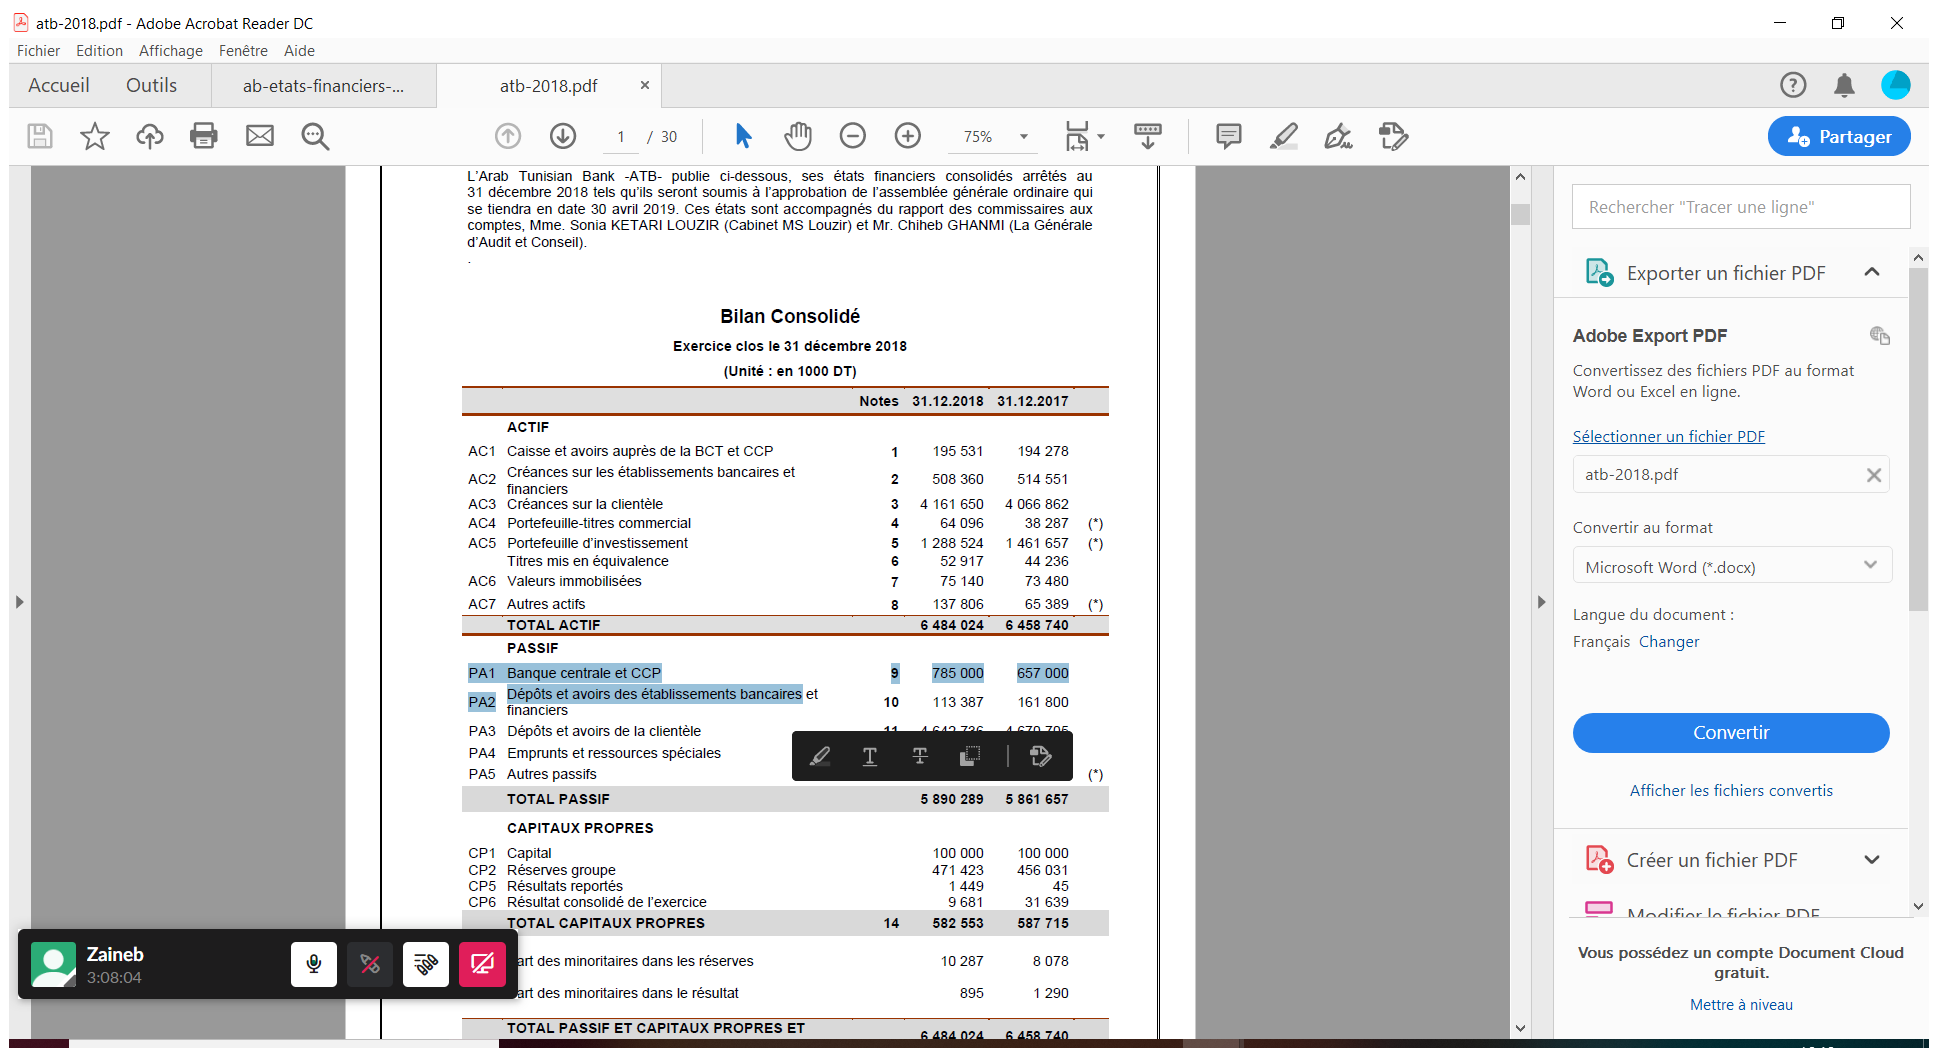 atb-2018.pdf - Adobe Acrobat Reader DC
Fichier Edition Affichage Fenêtre Aide
Accueil Outils ab-etats-financiers-... atb-2018.pdf ×
1 / 30 75% Partager
L'Arab Tunisian Bank -ATB- publie ci-dessous, ses états financiers consolidés arrêtés au
31 décembre 2018 tels qu'ils seront soumis à l'approbation de l'assemblée générale ordinaire qui
se tiendra en date 30 avril 2019. Ces états sont accompagnés du rapport des commissaires aux
comptes, Mme. Sonia KETARI LOUZIR (Cabinet MS Louzir) et Mr. Chiheb GHANMI (La Générale
d'Audit et Conseil).
.
Bilan Consolidé
Exercice clos le 31 décembre 2018
(Unité : en 1000 DT)
Notes 31.12.2018 31.12.2017
ACTIF
AC1 Caisse et avoirs auprès de la BCT et CCP 1 195 531 194 278
AC2 Créances sur les établissements bancaires et
financiers 2 508 360 514 551
AC3 Créances sur la clientèle 3 4 161 650 4 066 862
AC4 Portefeuille-titres commercial 4 64 096 38 287 (*)
AC5 Portefeuille d'investissement 5 1 288 524 1 461 657 (*)
Titres mis en équivalence 6 52 917 44 236
AC6 Valeurs immobilisées 7 75 140 73 480
AC7 Autres actifs 8 137 806 65 389 (*)
TOTAL ACTIF 6 484 024 6 458 740
PASSIF
PA1 Banque centrale et CCP 9 785 000 657 000
PA2 Dépôts et avoirs des établissements bancaires et
financiers 10 113 387 161 800
PA3 Dépôts et avoirs de la clientèle
PA4 Emprunts et ressources spéciales
PA5 Autres passifs (*)
TOTAL PASSIF 5 890 289 5 861 657
CAPITAUX PROPRES
CP1 Capital 100 000 100 000
CP2 Réserves groupe 471 423 456 031
CP5 Résultats reportés 1 449 45
CP6 Résultat consolidé de l'exercice 9 681 31 639
TOTAL CAPITAUX PROPRES 14 582 553 587 715
art des minoritaires dans les réserves 10 287 8 078
art des minoritaires dans le résultat 895 1 290
TOTAL PASSIF ET CAPITAUX PROPRES ET
6 484 024 6 458 740
Zaineb
3:08:04
Rechercher "Tracer une ligne"
Exporter un fichier PDF
Adobe Export PDF
Convertissez des fichiers PDF au format
Word ou Excel en ligne.
Sélectionner un fichier PDF
atb-2018.pdf
Convertir au format
Microsoft Word (*.docx)
Langue du document :
Français Changer
Convertir
Afficher les fichiers convertis
Créer un fichier PDF
Modifier le fichier PDF
Vous possédez un compte Document Cloud
gratuit.
Mettre à niveau